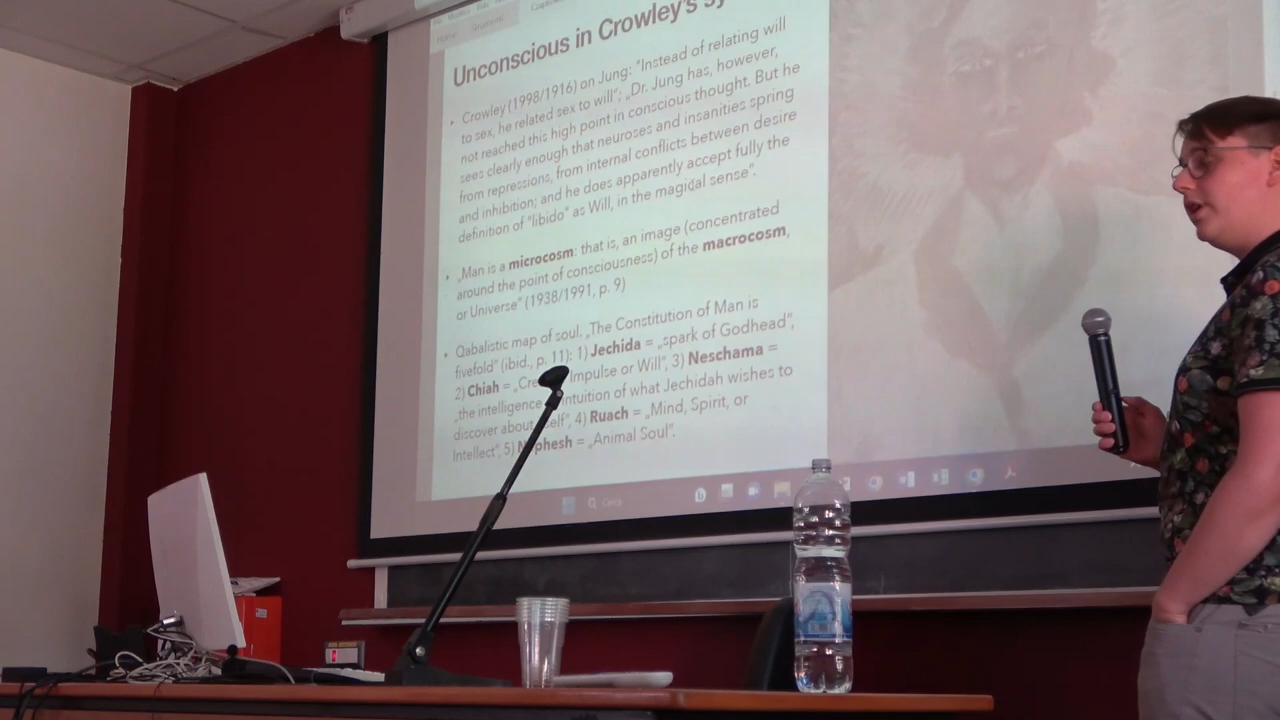 Home
Unconscious in Crowley's
• Crowley (1998/1916) on Jung: "Instead of relating will
to sex, he related sex to will"; „Dr. Jung has, however,
not reached this high point in conscious thought. But he
sees clearly enough that neuroses and insanities spring
from repressions, from internal conflicts between desire
and inhibition; and he does apparently accept fully the
definition of "libido" as Will, in the magical sense".
• „Man is a microcosm: that is, an image (concentrated
around the point of consciousness) of the macrocosm,
or Universe" (1938/1991, p. 9)
• Qabalistic map of soul. „The Constitution of Man is
fivefold" (ibid., p. 11): 1) Jechida = „spark of Godhead",
2) Chiah = „ Impulse or Will", 3) Neschama =
„the intelligence intuition of what Jechidah wishes to
discover about self", 4) Ruach = „Mind, Spirit, or
Intellect", 5) phesh = „Animal Soul".
Cerca